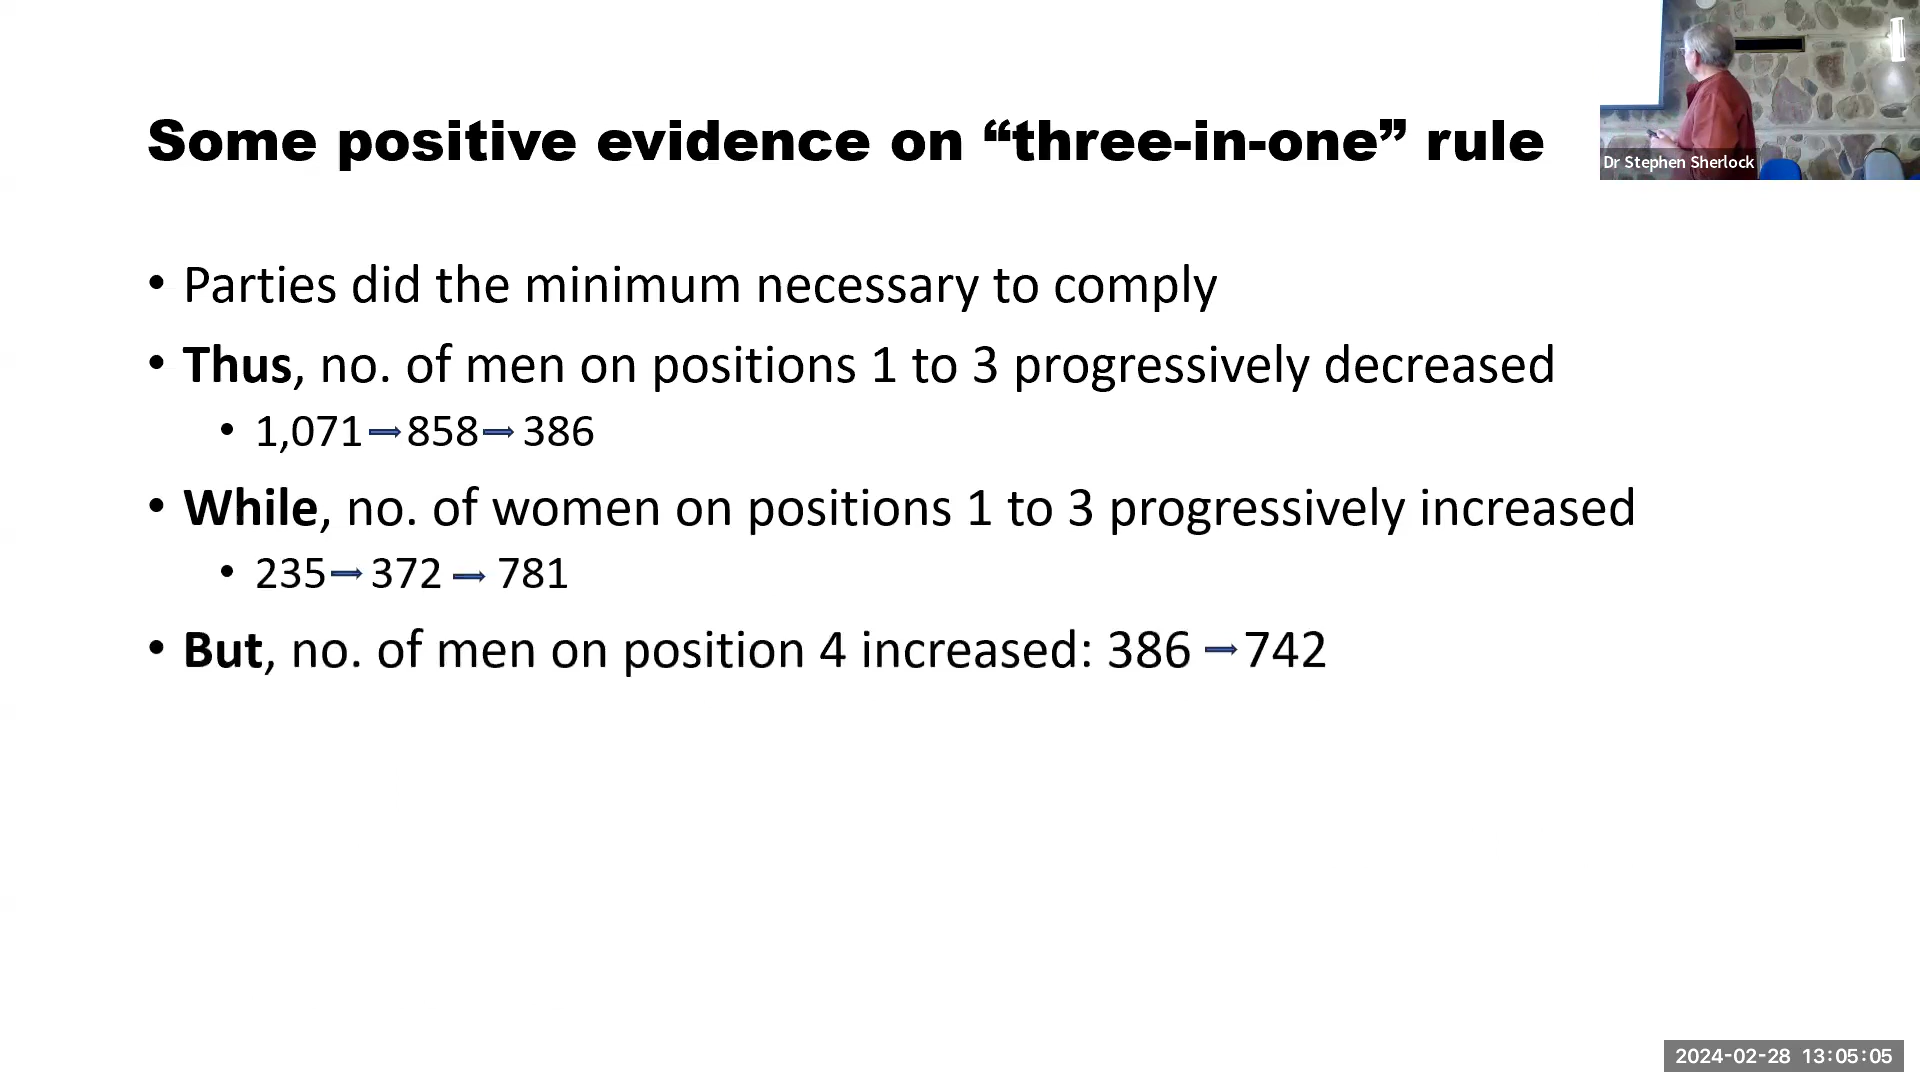 Some positive evidence on “three-in-one” rule
Dr Stephen Sherlock
• Parties did the minimum necessary to comply
• Thus, no. of men on positions 1 to 3 progressively decreased
• 1,071➡858➡386
• While, no. of women on positions 1 to 3 progressively increased
• 235➡372➡781
• But, no. of men on position 4 increased: 386➡742
2024-02-28 13:05:05